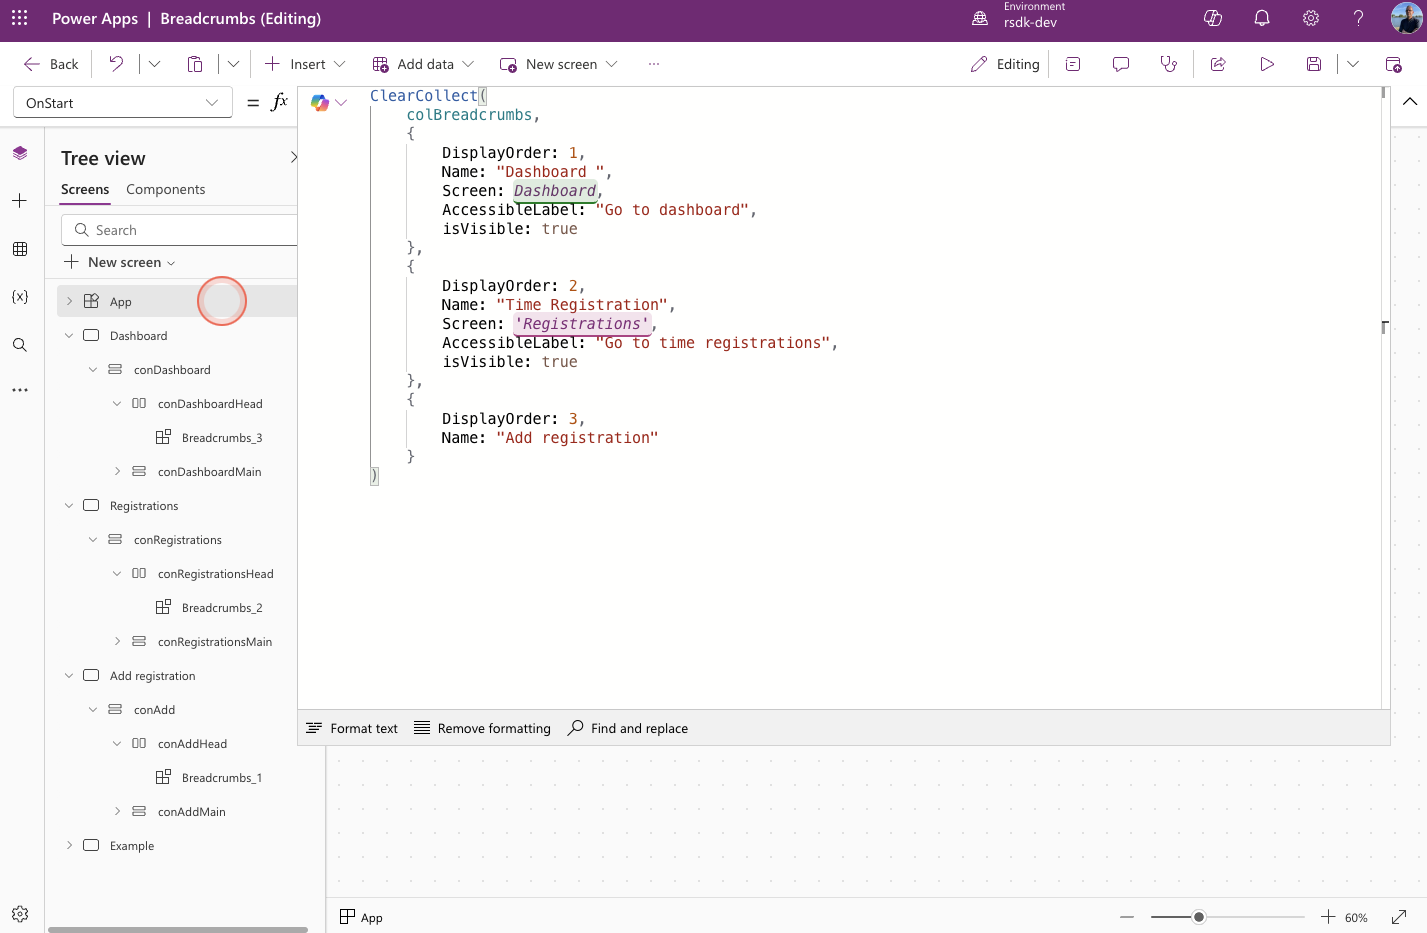 Power Apps | Breadcrumbs (Editing)
Environment
rsdk-dev
Back
Insert
Add data
New screen
...
Editing
OnStart
= fx
Tree view
Screens
Components
Search
New screen
App
Dashboard
conDashboard
conDashboardHead
Breadcrumbs_3
conDashboardMain
Registrations
conRegistrations
conRegistrationsHead
Breadcrumbs_2
conRegistrationsMain
Add registration
conAdd
conAddHead
Breadcrumbs_1
conAddMain
Example
ClearCollect(
colBreadcrumbs,
{
DisplayOrder: 1,
Name: "Dashboard ",
Screen: Dashboard,
AccessibleLabel: "Go to dashboard",
isVisible: true
},
{
DisplayOrder: 2,
Name: "Time Registration",
Screen: 'Registrations',
AccessibleLabel: "Go to time registrations",
isVisible: true
},
{
DisplayOrder: 3,
Name: "Add registration"
}
)
Format text
Remove formatting
Find and replace
App
60%